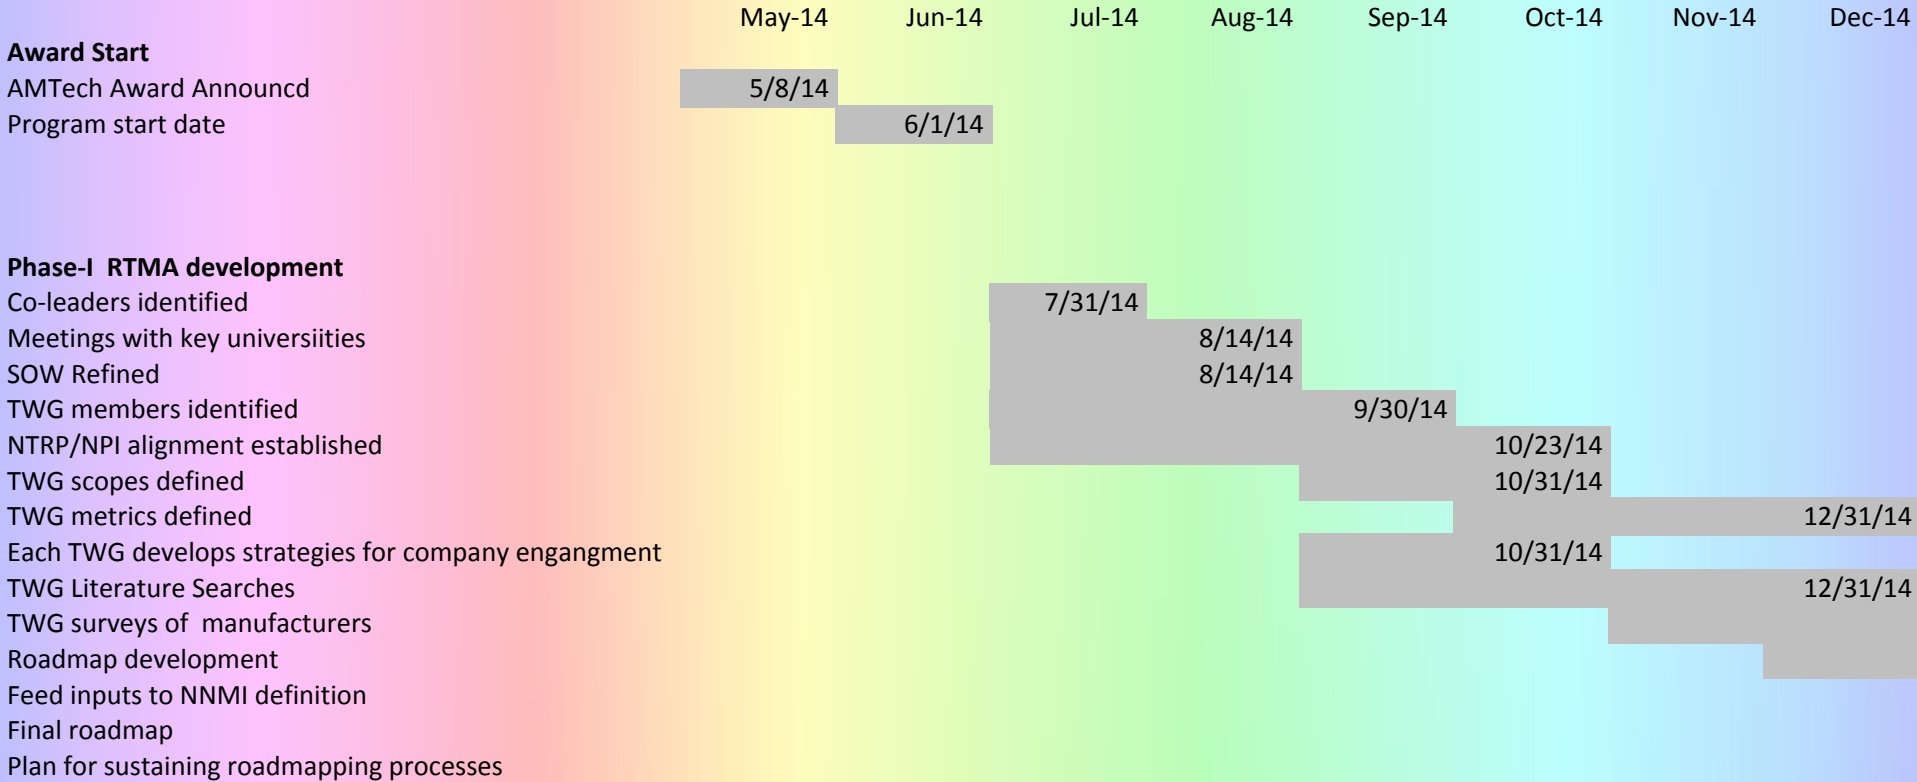 May-14 Jun-14 Jul-14 Aug-14 Sep-14 Oct-14 Nov-14 Dec-14
Award Start
AMTech Award Announcd 5/8/14
Program start date 6/1/14
Phase-I RTMA development
Co-leaders identified 7/31/14
Meetings with key universiities 8/14/14
SOW Refined 8/14/14
TWG members identified 9/30/14
NTRP/NPI alignment established 10/23/14
TWG scopes defined 10/31/14
TWG metrics defined 12/31/14
Each TWG develops strategies for company engangment 10/31/14
TWG Literature Searches 12/31/14
TWG surveys of manufacturers
Roadmap development
Feed inputs to NNMI definition
Final roadmap
Plan for sustaining roadmapping processes